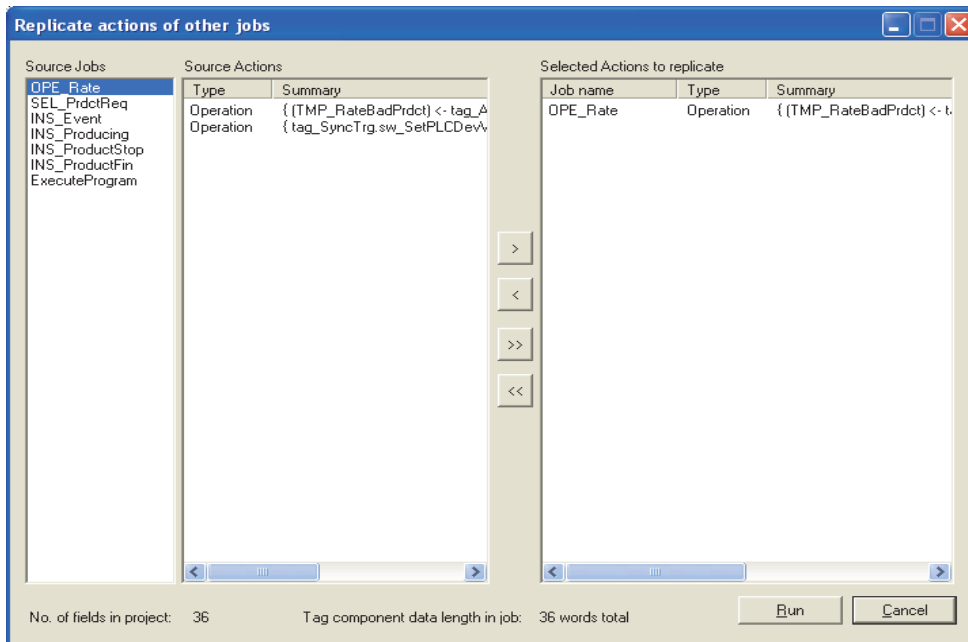 Replicate actions of other jobs
Source Jobs
OPE_Rate
SEL_PrdctReq
INS_Event
INS_Producing
INS_ProductStop
INS_ProductFin
ExecuteProgram
Source Actions
Type Summary
Operation { (TMP_RateBadPrdct) <- tag_A
Operation { tag_SyncTrg.sw_SetPLCDev
>
<
>>
<<
Selected Actions to replicate
Job name Type Summary
OPE_Rate Operation { (TMP_RateBadPrdct) <- t
No. of fields in project: 36
Tag component data length in job: 36 words total
Run
Cancel